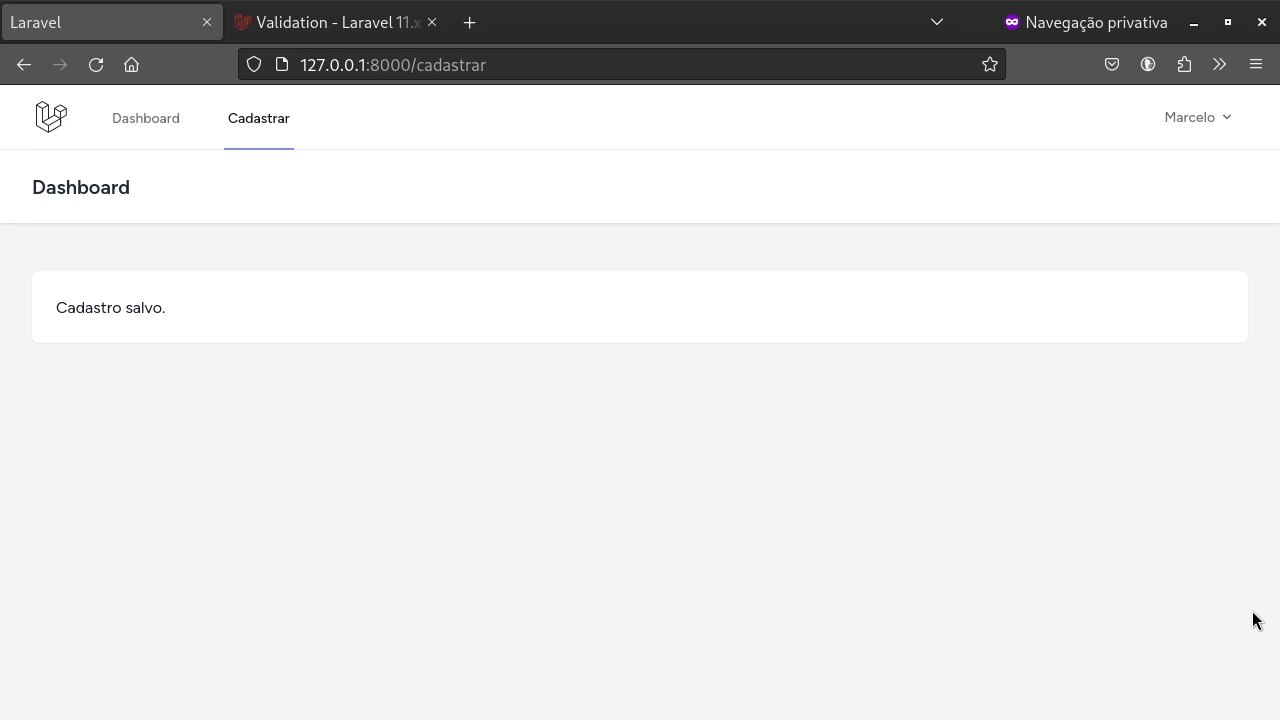 Laravel
Validation - Laravel 11.x
Navegação privativa
127.0.0.1:8000/cadastrar
Dashboard
Cadastrar
Marcelo
Dashboard
Cadastro salvo.